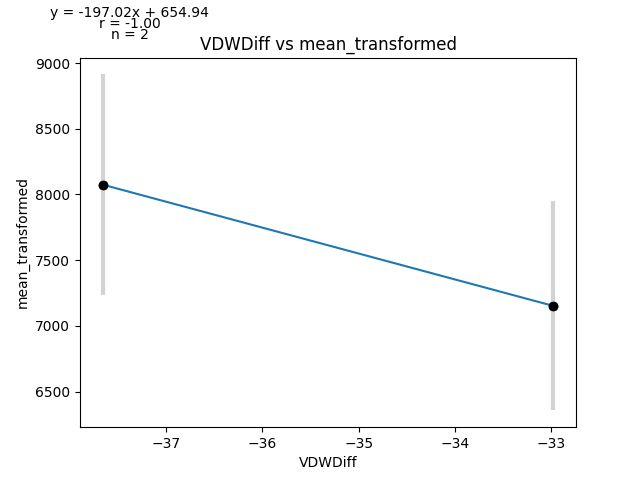 y = -197.02x + 654.94
r = -1.00
n = 2
VDWDiff vs mean_transformed
9000
8500
8000
7500
7000
6500
mean_transformed
−37
−36
−35
−34
−33
VDWDiff